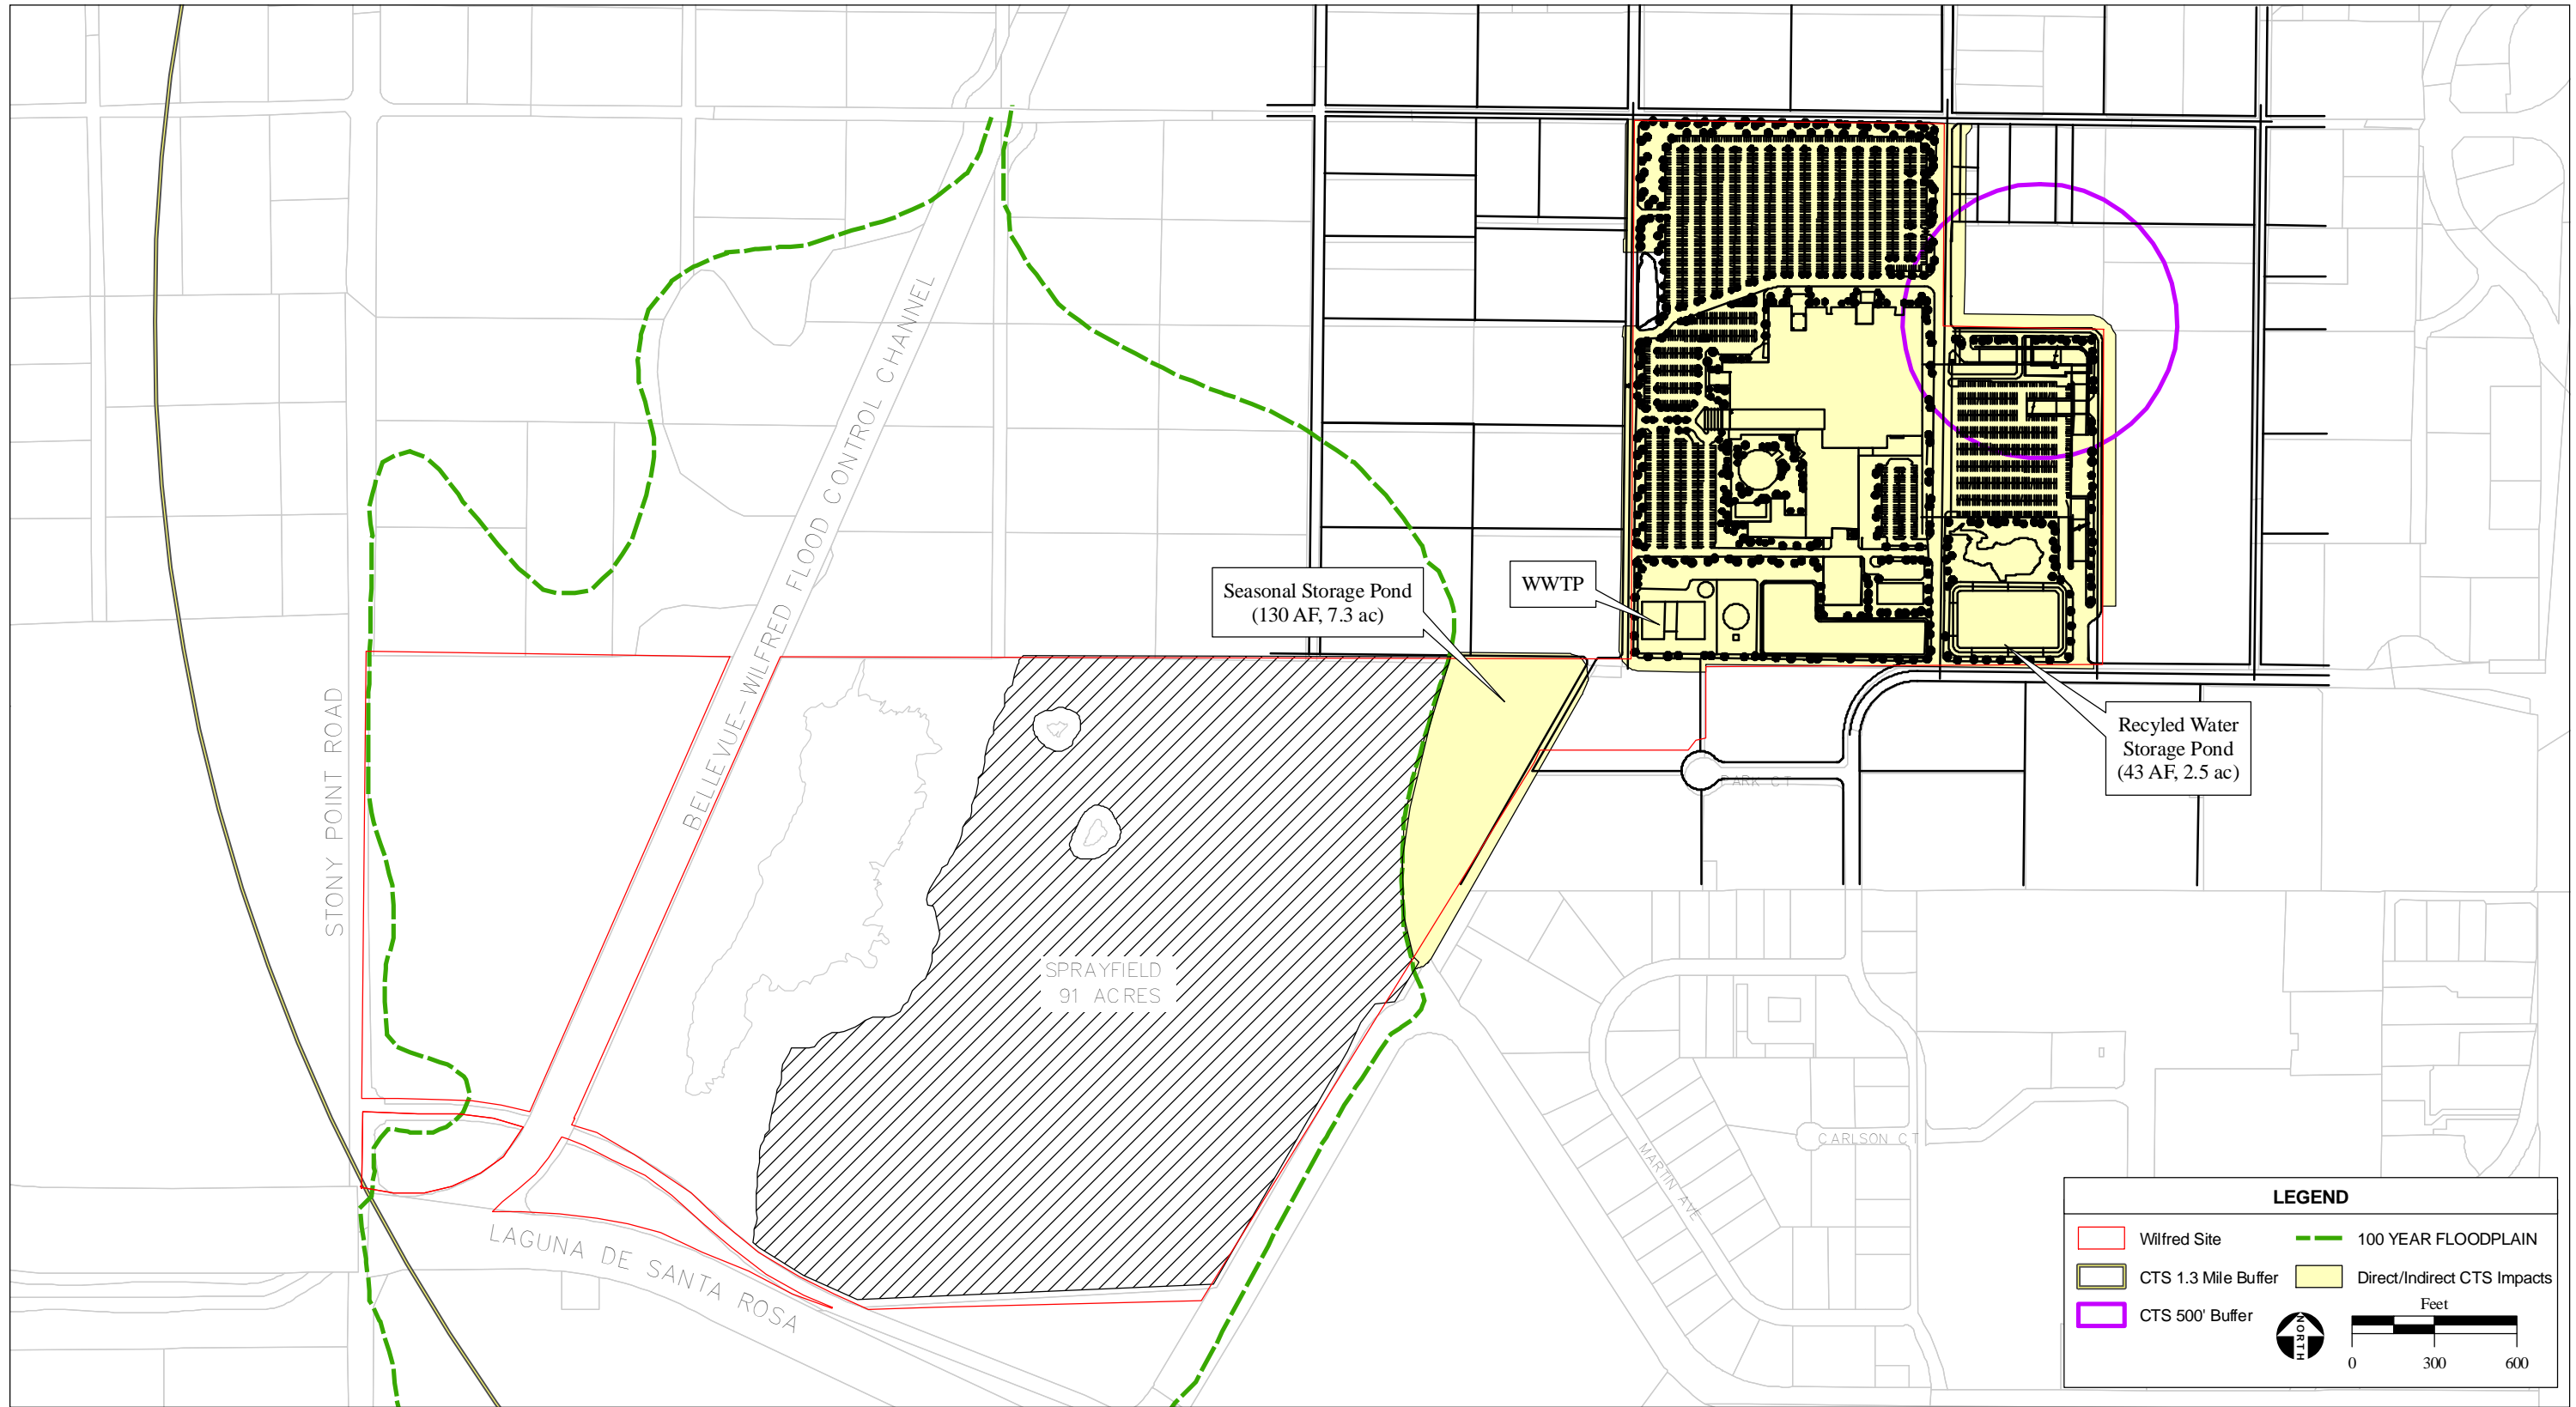 BELLEVUE-WILFRED FLOOD CONTROL CHANNEL
Seasonal Storage Pond
(130 AF, 7.3 ac)
WWTP
STONY POINT ROAD
Recyled Water
Storage Pond
(43 AF, 2.5 ac)
PARK CT
SPRAYFIELD
91 ACRES
CARLSON CT
MARTIN AVE
LAGUNA DE SANTA ROSA
LEGEND
Wilfred Site
100 YEAR FLOODPLAIN
CTS 1.3 Mile Buffer
Direct/Indirect CTS Impacts
CTS 500' Buffer
NORTH
Feet
0 300 600